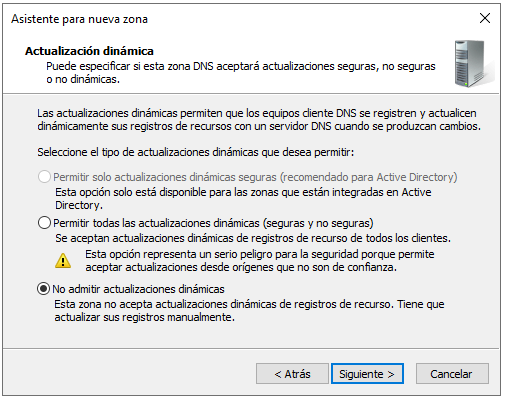 Asistente para nueva zona
Actualización dinámica
Puede especificar si esta zona DNS aceptará actualizaciones seguras, no seguras
o no dinámicas.
Las actualizaciones dinámicas permiten que los equipos cliente DNS se registren y actualicen
dinámicamente sus registros de recursos con un servidor DNS cuando se produzcan cambios.
Seleccione el tipo de actualizaciones dinámicas que desea permitir:
Permitir solo actualizaciones dinámicas seguras (recomendado para Active Directory)
Esta opción solo está disponible para las zonas que están integradas en Active
Directory.
Permitir todas las actualizaciones dinámicas (seguras y no seguras)
Se aceptan actualizaciones dinámicas de registros de recurso de todos los clientes.
Esta opción representa un serio peligro para la seguridad porque permite
aceptar actualizaciones desde orígenes que no son de confianza.
No admitir actualizaciones dinámicas
Esta zona no acepta actualizaciones dinámicas de registros de recurso. Tiene que
actualizar sus registros manualmente.
< Atrás
Siguiente >
Cancelar